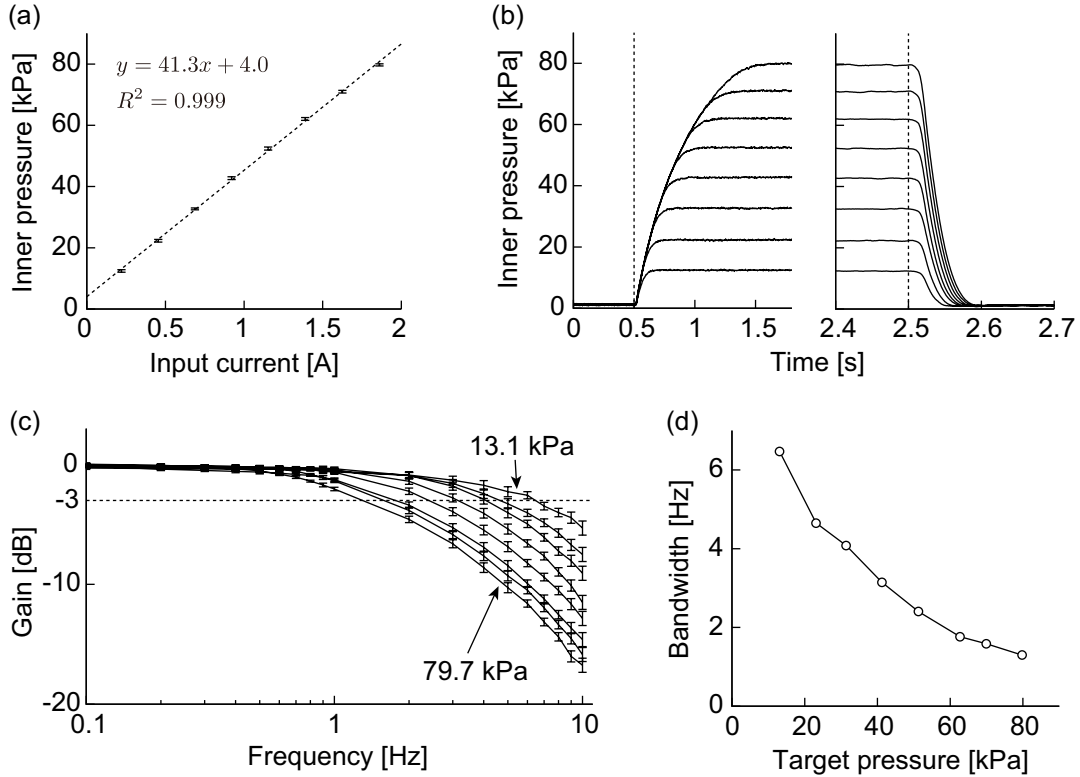 (a)
Inner pressure [kPa]
80
60
40
20
0
y = 41.3x + 4.0
R² = 0.999
0 0.5 1 1.5 2
Input current [A]
(b)
Inner pressure [kPa]
80
60
40
20
0
0 0.5 1 1.5
2.4 2.5 2.6 2.7
Time [s]
(c)
Gain [dB]
0
-3
-10
-20
13.1 kPa
79.7 kPa
0.1 1 10
Frequency [Hz]
(d)
Bandwidth [Hz]
6
4
2
0
0 20 40 60 80
Target pressure [kPa]